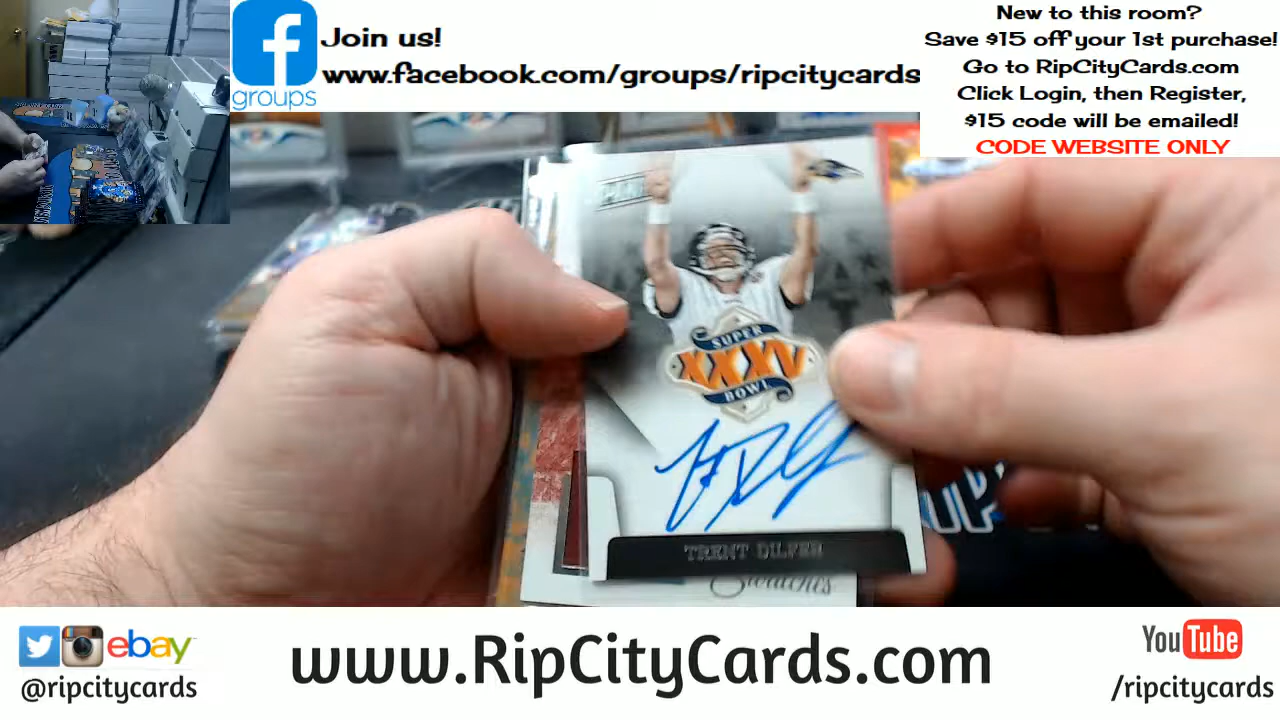 groups
Join us!
www.facebook.com/groups/ripcitycards
New to this room?
Save $15 off your 1st purchase!
Go to RipCityCards.com
Click Login, then Register,
$15 code will be emailed!
CODE WEBSITE ONLY
SUPER
XXXV
BOWL
TRENT DILFER
Swatches
ebay
@ripcitycards
www.RipCityCards.com
YouTube
/ripcitycards